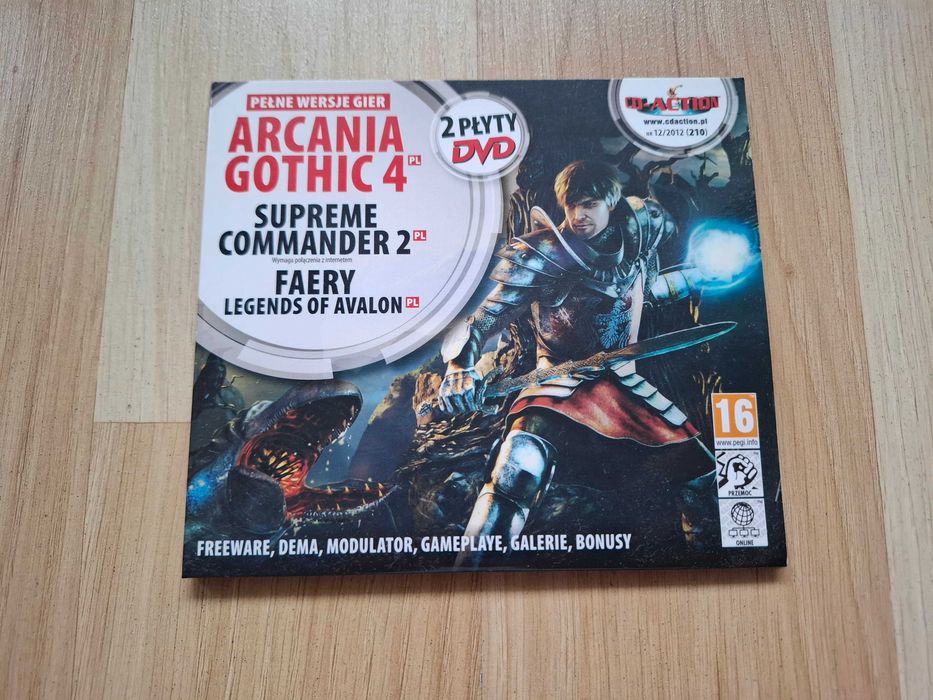 PEŁNE WERSJE GIER
ARCANIA
GOTHIC 4 PL
SUPREME
COMMANDER 2 PL
Wymaga połączenia z internetem
FAERY
LEGENDS OF AVALON PL
2 PŁYTY
DVD
CD-ACTION
www.cdaction.pl
NR 12/2012 (210)
16
www.pegi.info
PRZEMOC
ONLINE
FREEWARE, DEMA, MODULATOR, GAMEPLAYE, GALERIE, BONUSY